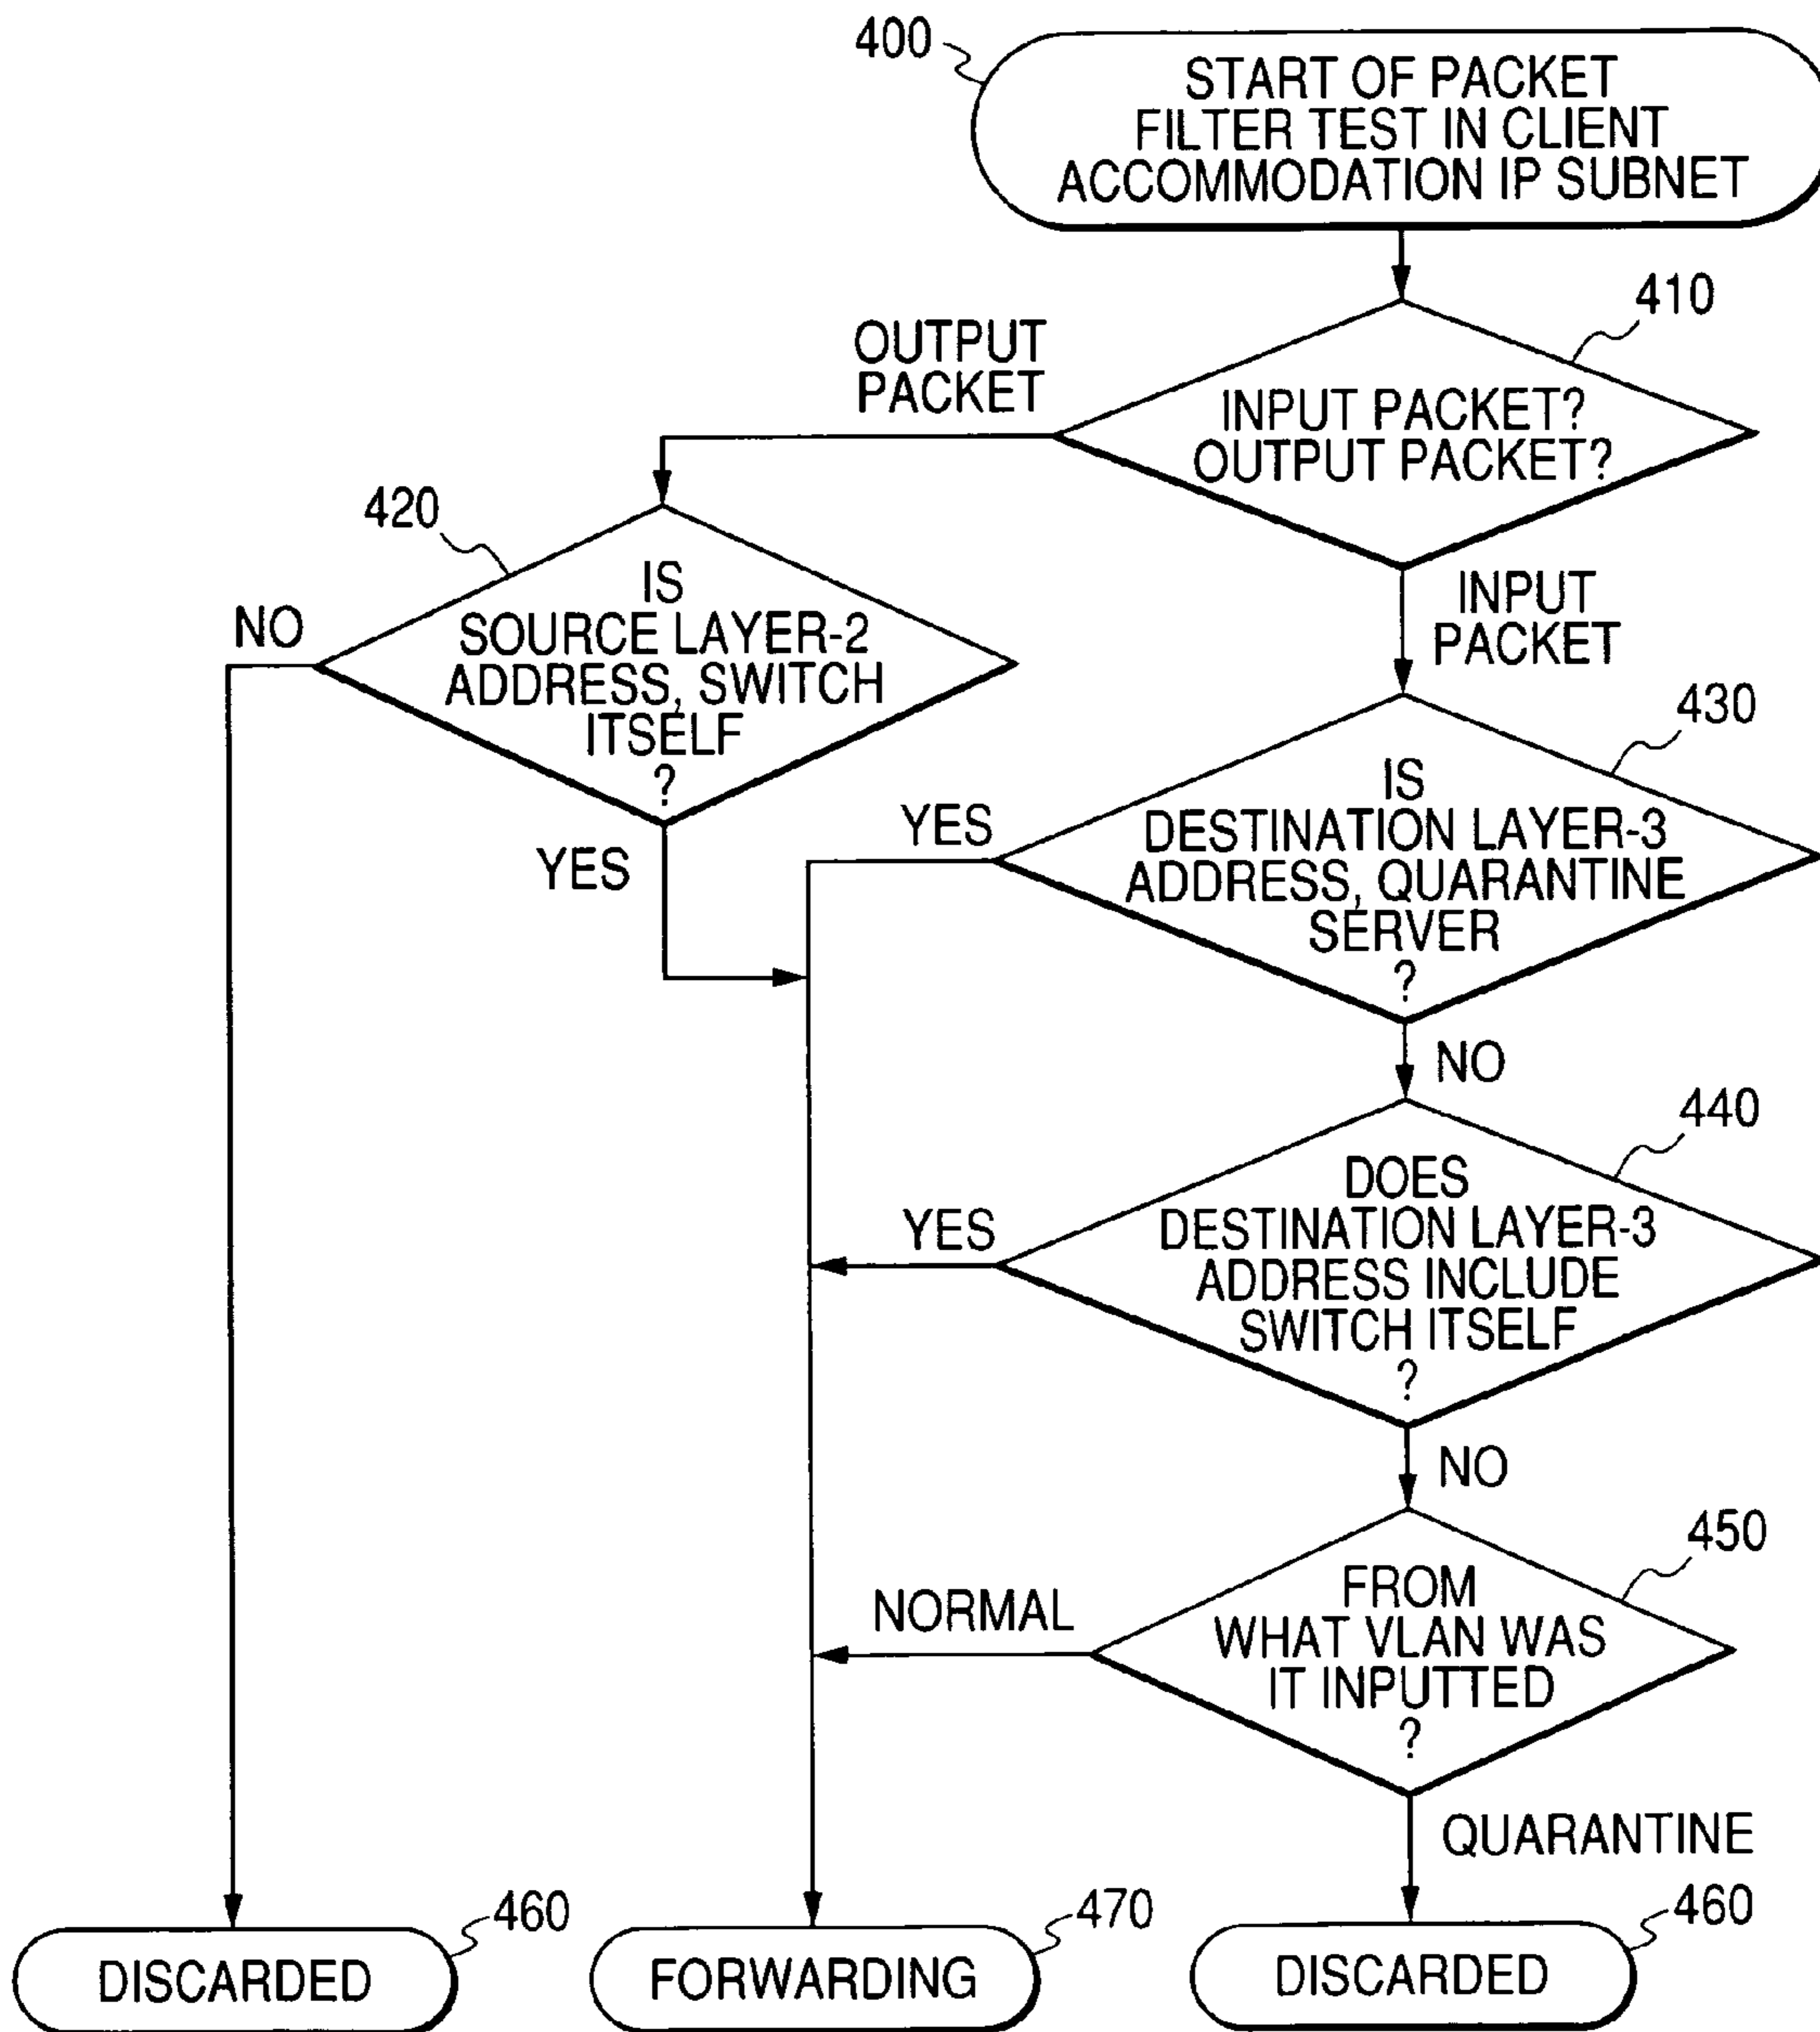 400
START OF PACKET
FILTER TEST IN CLIENT
ACCOMMODATION IP SUBNET
410
OUTPUT
PACKET
INPUT PACKET?
OUTPUT PACKET?
420
INPUT
PACKET
IS
SOURCE LAYER-2
ADDRESS, SWITCH
ITSELF
?
NO
YES
430
IS
DESTINATION LAYER-3
ADDRESS, QUARANTINE
SERVER
?
YES
NO
440
DOES
DESTINATION LAYER-3
ADDRESS INCLUDE
SWITCH ITSELF
?
YES
NO
450
FROM
WHAT VLAN WAS
IT INPUTTED
?
NORMAL
QUARANTINE
460
DISCARDED
470
FORWARDING
460
DISCARDED